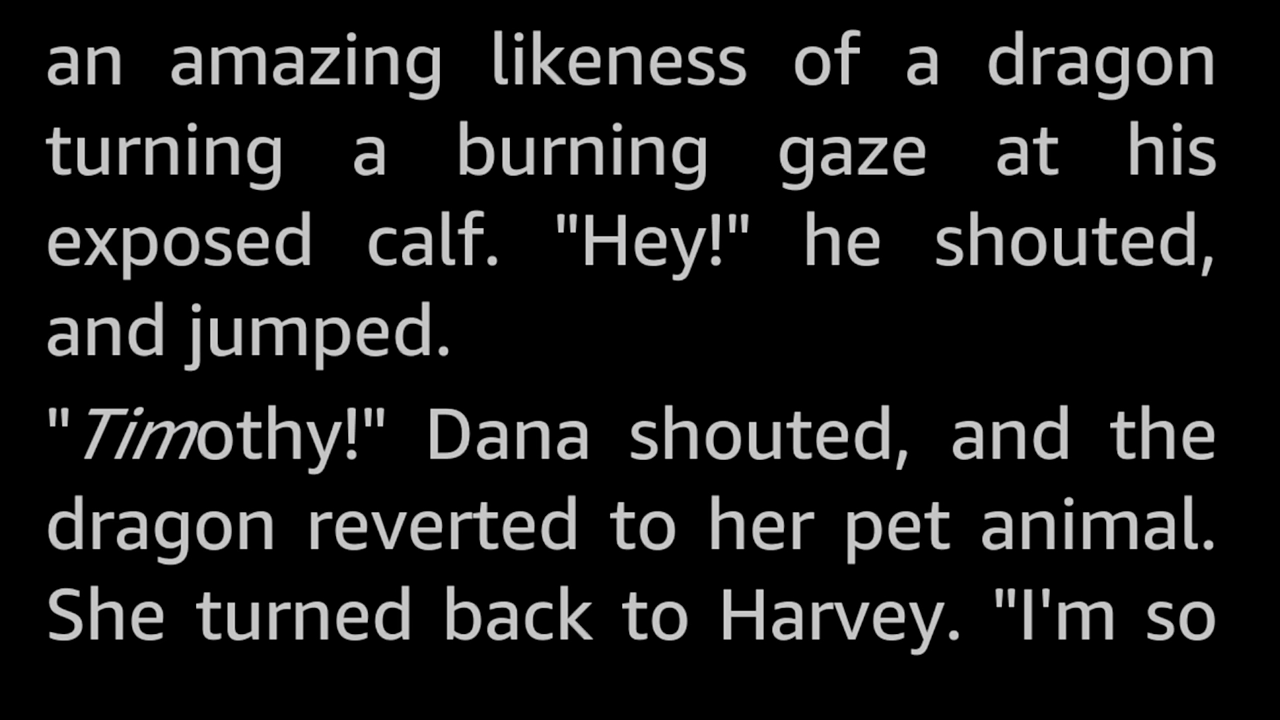 an amazing likeness of a dragon
turning a burning gaze at his
exposed calf. "Hey!" he shouted,
and jumped.
"Timothy!" Dana shouted, and the
dragon reverted to her pet animal.
She turned back to Harvey. "I'm so